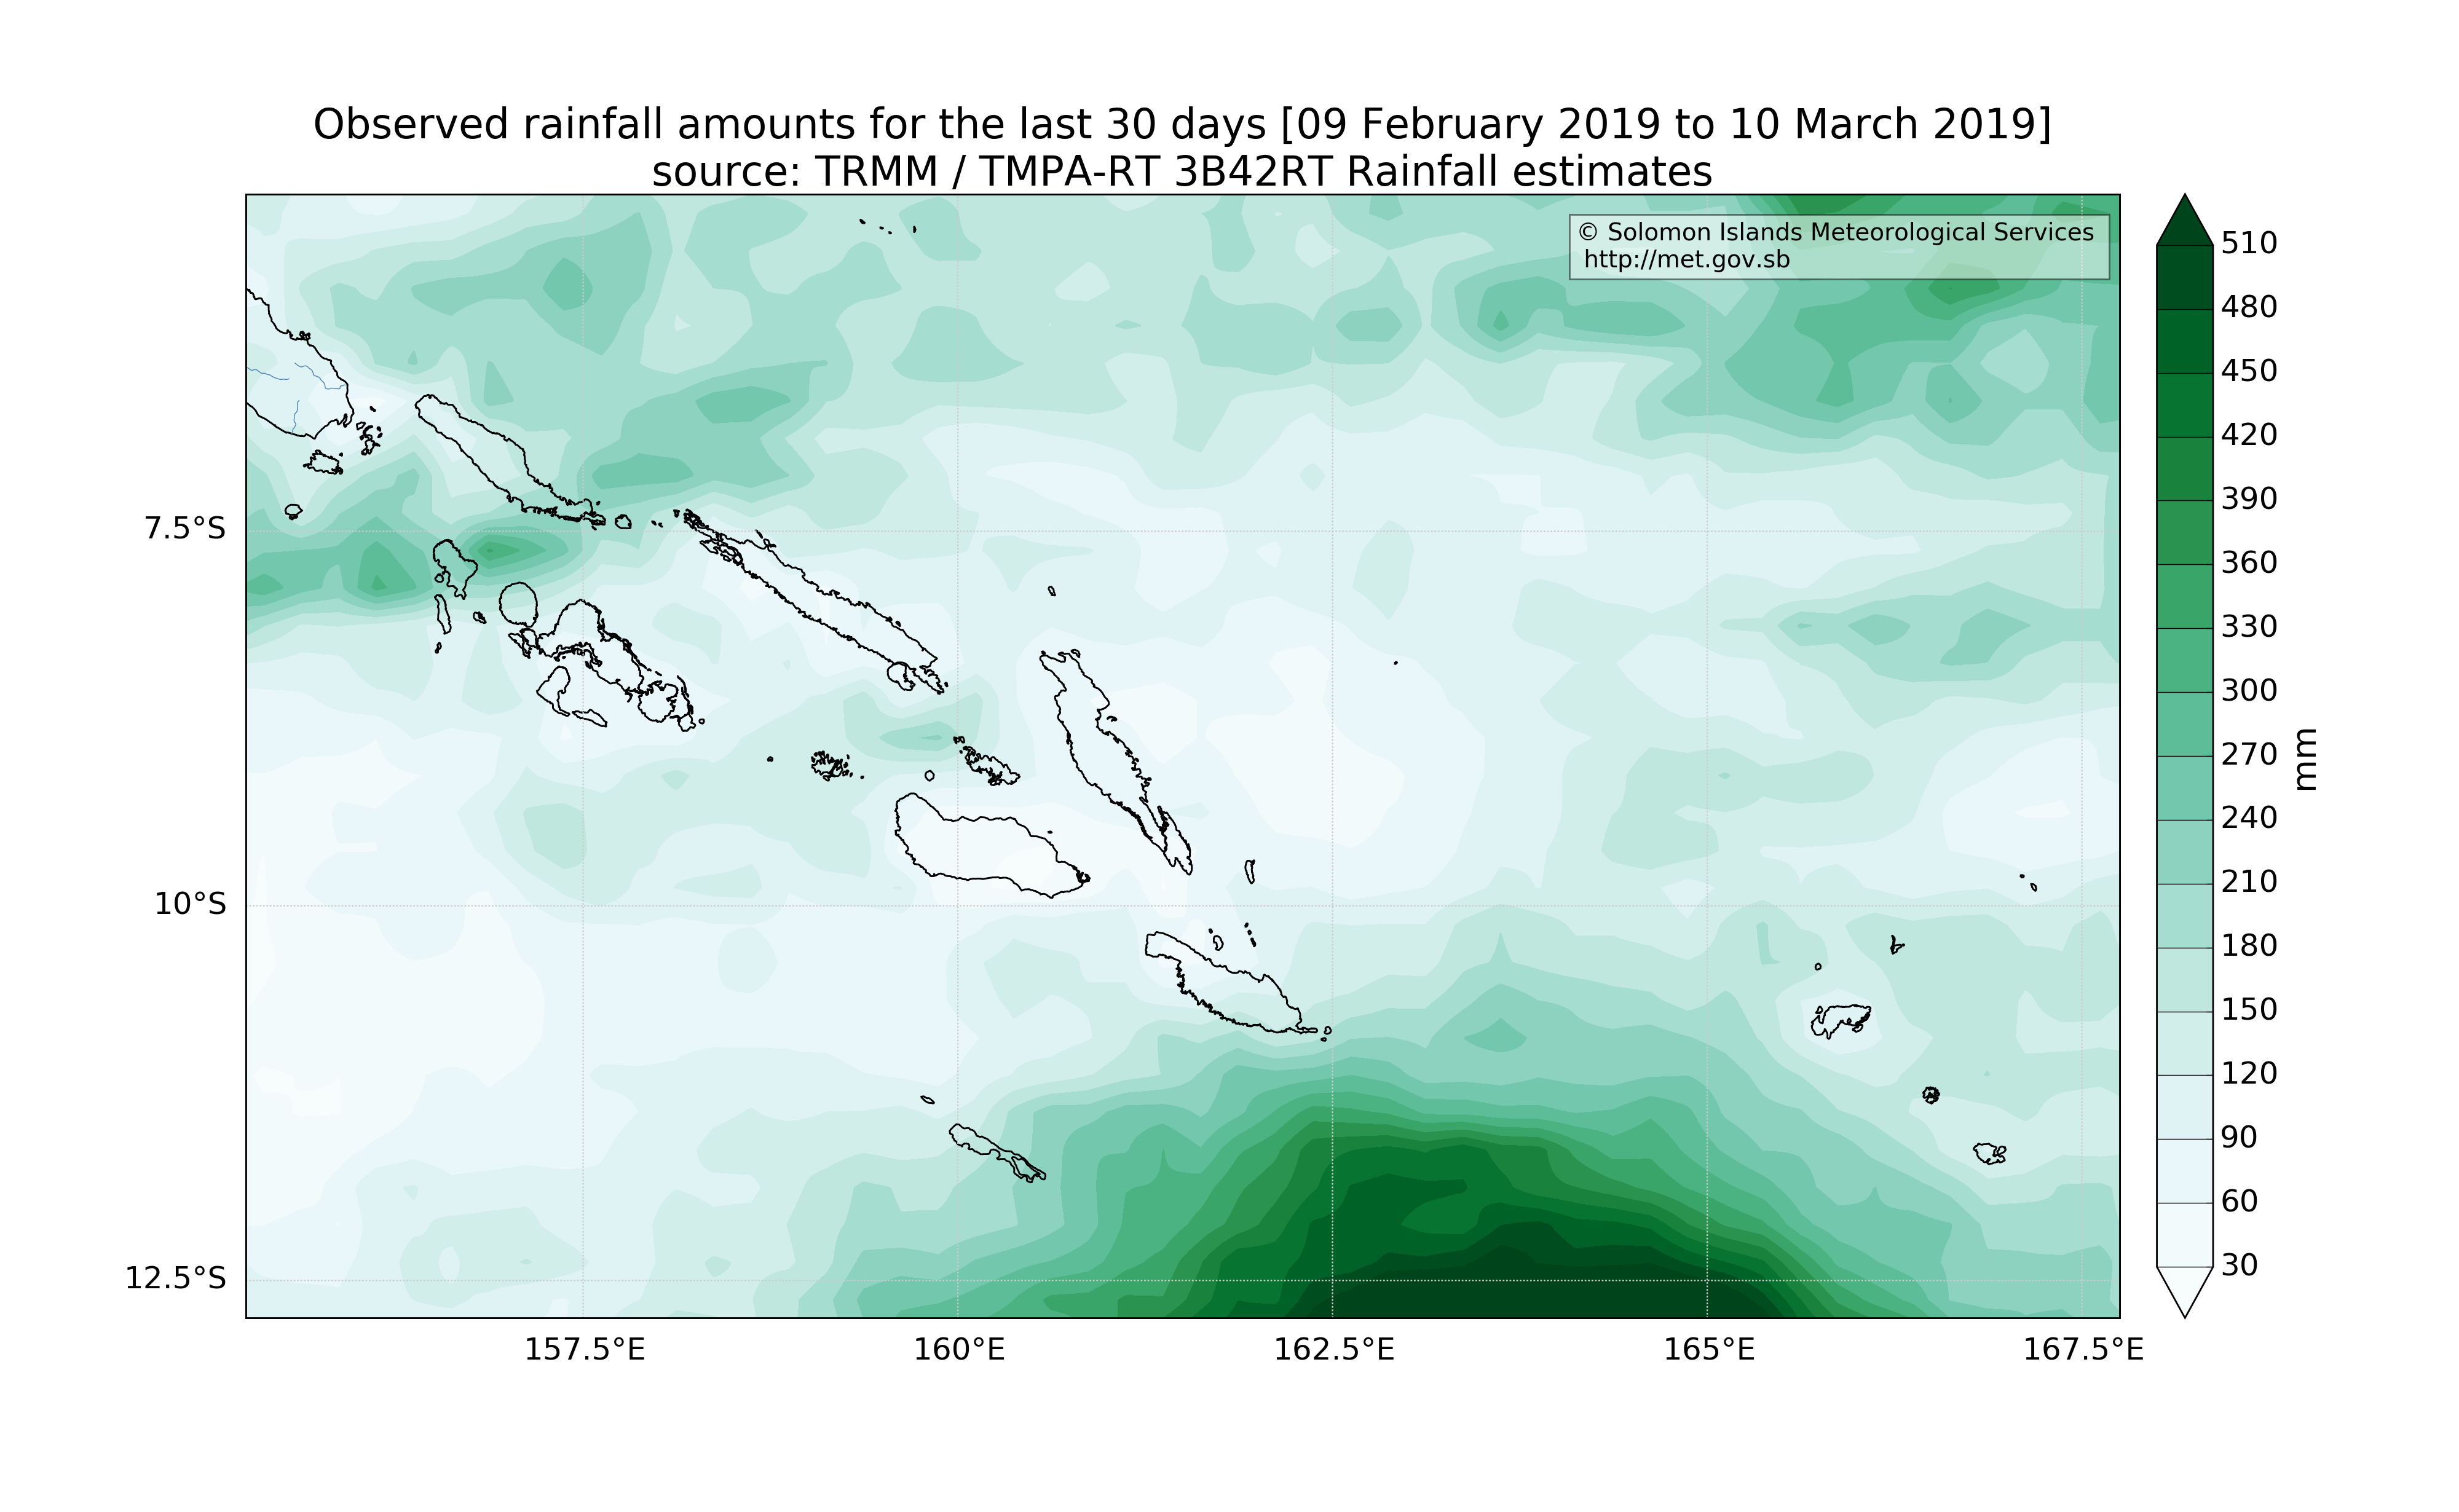 Observed rainfall amounts for the last 30 days [09 February 2019 to 10 March 2019]
source: TRMM / TMPA-RT 3B42RT Rainfall estimates
© Solomon Islands Meteorological Services
http://met.gov.sb
7.5°S
10°S
12.5°S
157.5°E
160°E
162.5°E
165°E
167.5°E
510
480
450
420
390
360
330
300
270
240
210
180
150
120
90
60
30
mm